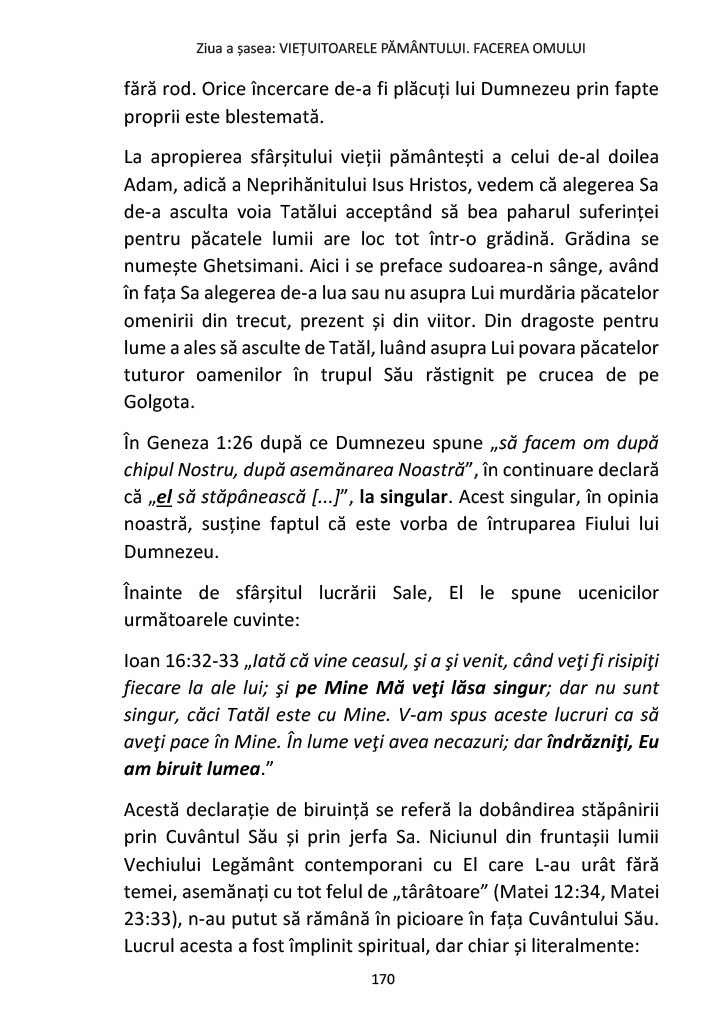 Ziua a șasea: VIEȚUITOARELE PĂMÂNTULUI. FACEREA OMULUI
fără rod. Orice încercare de-a fi plăcuți lui Dumnezeu prin fapte
proprii este blestemată.
La apropierea sfârșitului vieții pământești a celui de-al doilea
Adam, adică a Neprihănitului Isus Hristos, vedem că alegerea Sa
de-a asculta voia Tatălui acceptând să bea paharul suferinței
pentru păcatele lumii are loc tot într-o grădină. Grădina se
numește Ghetsimani. Aici i se preface sudoarea-n sânge, având
în fața Sa alegerea de-a lua sau nu asupra Lui murdăria păcatelor
omenirii din trecut, prezent și din viitor. Din dragoste pentru
lume a ales să asculte de Tatăl, luând asupra Lui povara păcatelor
tuturor oamenilor în trupul Său răstignit pe crucea de pe
Golgota.
În Geneza 1:26 după ce Dumnezeu spune „să facem om după
chipul Nostru, după asemănarea Noastră”, în continuare declară
că „el să stăpânească [...]”, la singular. Acest singular, în opinia
noastră, susține faptul că este vorba de întruparea Fiului lui
Dumnezeu.
Înainte de sfârșitul lucrării Sale, El le spune ucenicilor
următoarele cuvinte:
Ioan 16:32-33 „Iată că vine ceasul, şi a şi venit, când veţi fi risipiţi
fiecare la ale lui; şi pe Mine Mă veţi lăsa singur; dar nu sunt
singur, căci Tatăl este cu Mine. V-am spus aceste lucruri ca să
aveţi pace în Mine. În lume veţi avea necazuri; dar îndrăzniţi, Eu
am biruit lumea.”
Acestă declarație de biruință se referă la dobândirea stăpânirii
prin Cuvântul Său și prin jerfa Sa. Niciunul din fruntașii lumii
Vechiului Legământ contemporani cu El care L-au urât fără
temei, asemănați cu tot felul de „târâtoare” (Matei 12:34, Matei
23:33), n-au putut să rămână în picioare în fața Cuvântului Său.
Lucrul acesta a fost împlinit spiritual, dar chiar și literalmente:
170